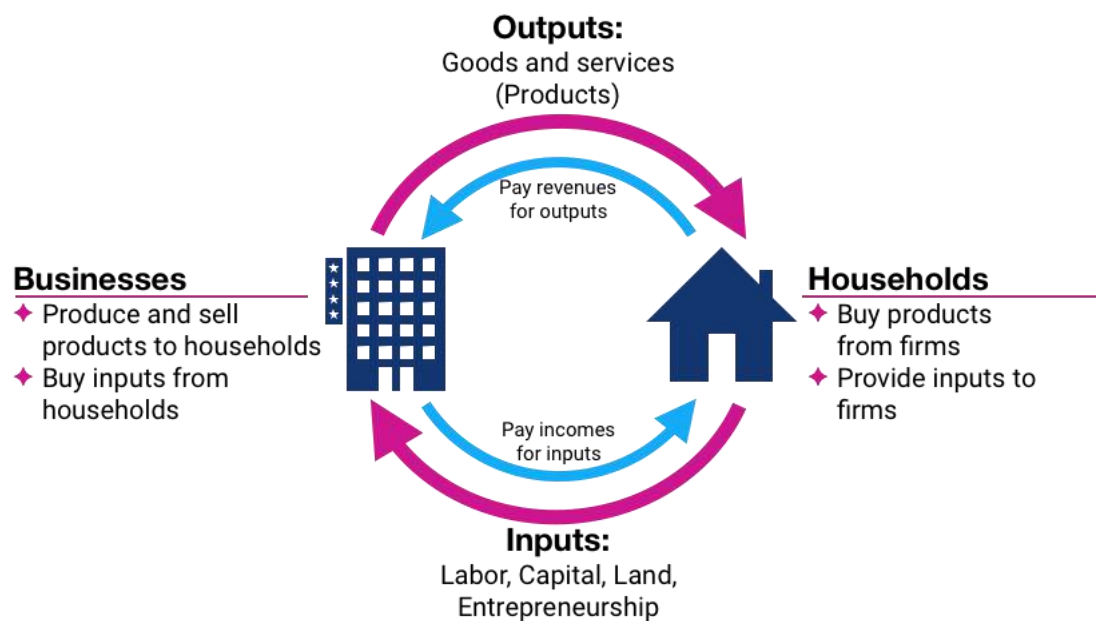 Outputs:
Goods and services
(Products)
Pay revenues
for outputs
Businesses
Produce and sell
products to households
Buy inputs from
households
Households
Buy products
from firms
Provide inputs to
firms
Pay incomes
for inputs
Inputs:
Labor, Capital, Land,
Entrepreneurship